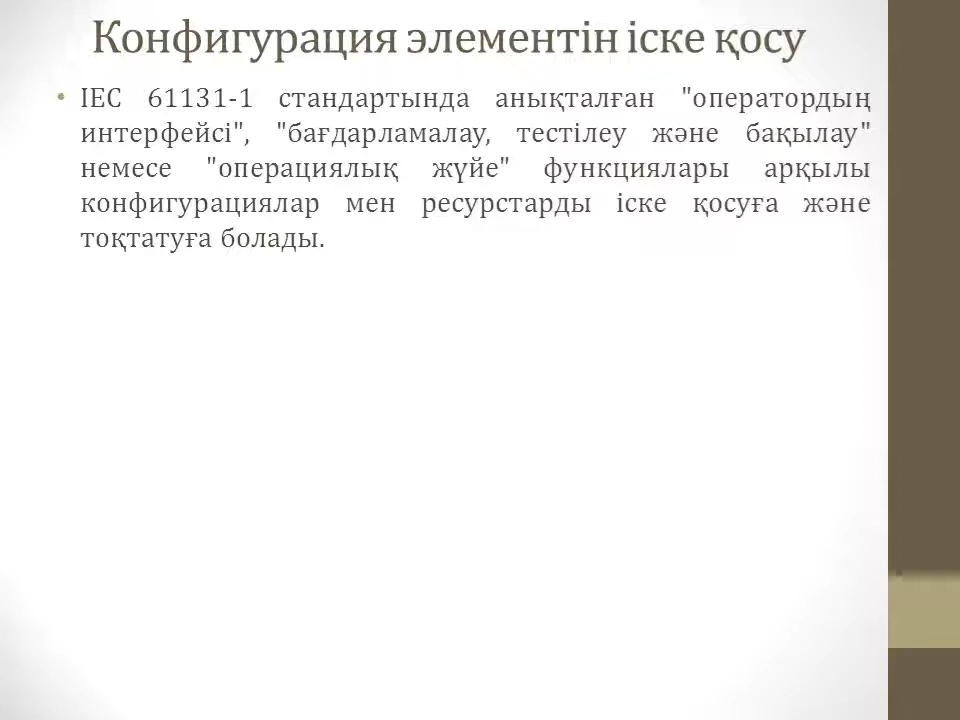 Конфигурация элементін іске қосу
• IEC 61131-1 стандартында анықталған "оператордың
интерфейсі", "бағдарламалау, тестілеу және бақылау"
немесе "операциялық жүйе" функциялары арқылы
конфигурациялар мен ресурстарды іске қосуға және
тоқтатуға болады.